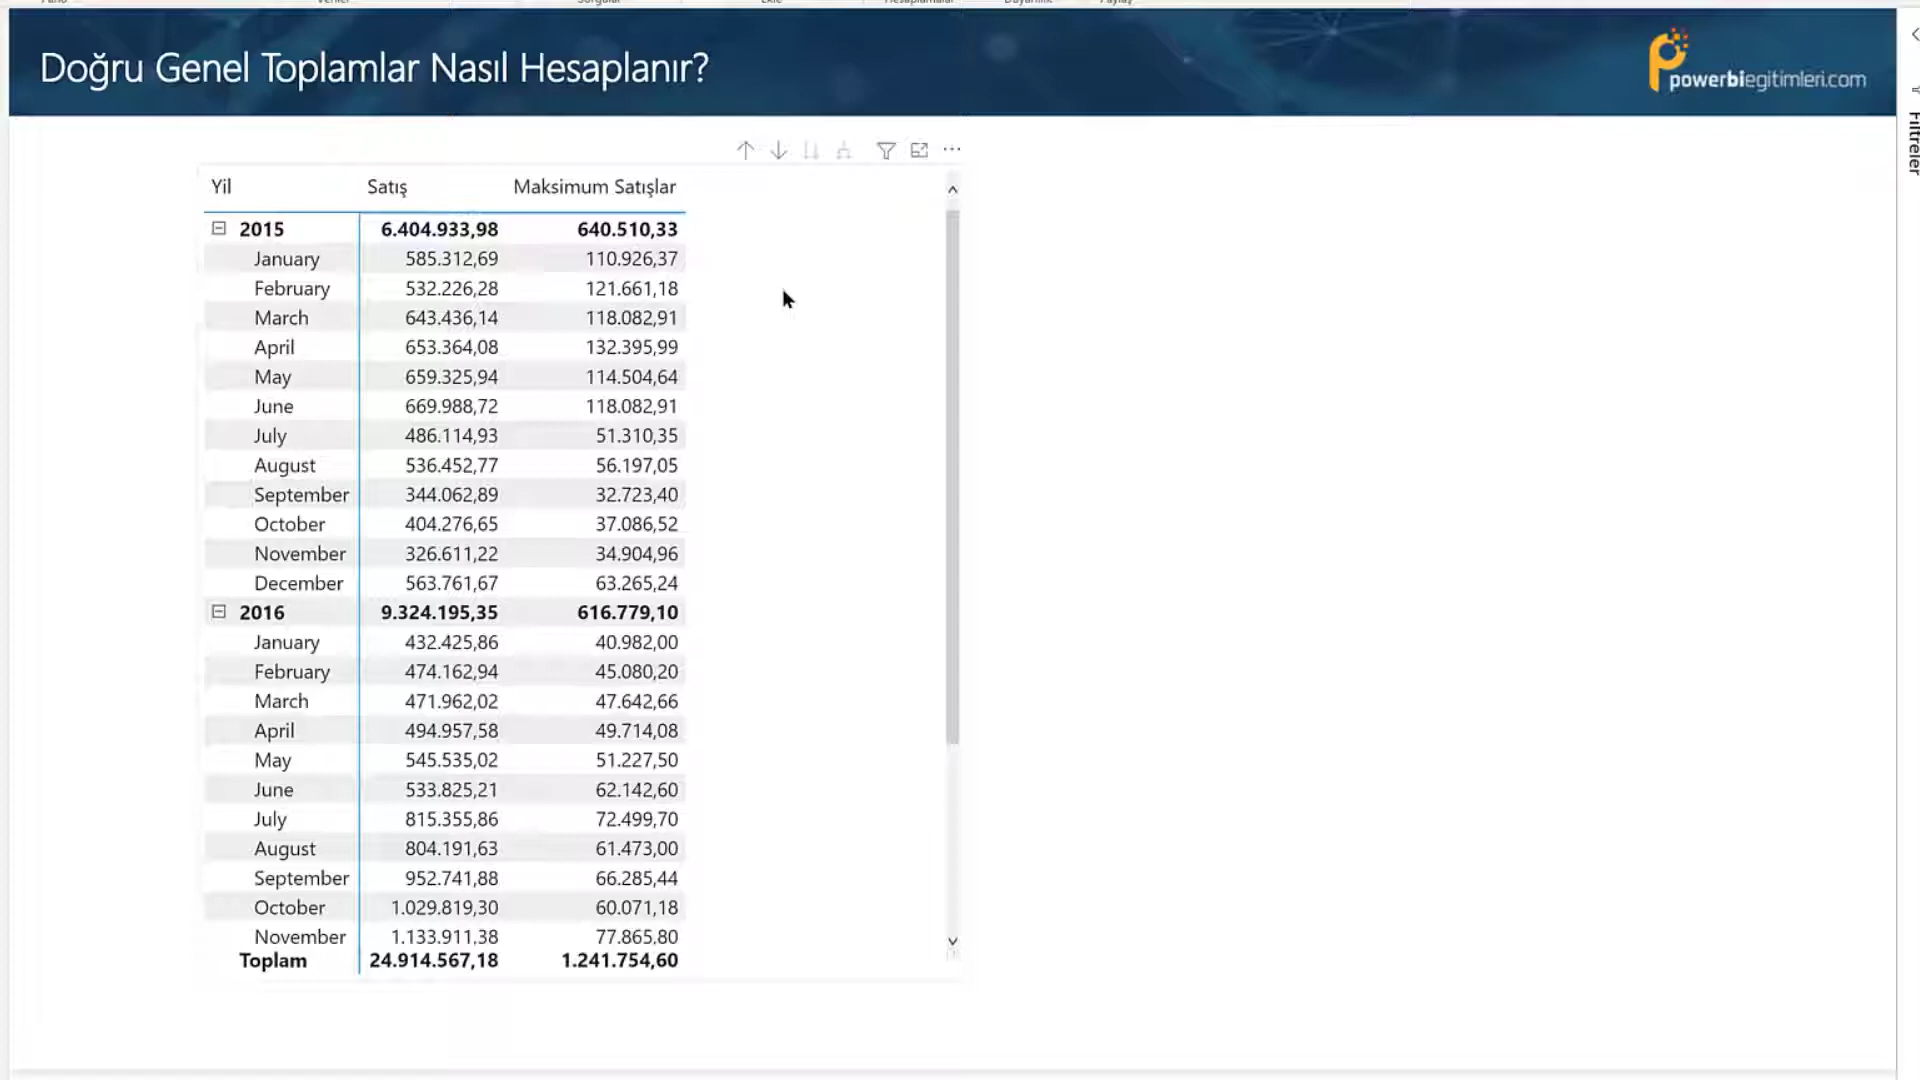 Doğru Genel Toplamlar Nasıl Hesaplanır?
powerbiegitimleri.com
Filtreler
Yil Satış Maksimum Satışlar
2015 6.404.933,98 640.510,33
January 585.312,69 110.926,37
February 532.226,28 121.661,18
March 643.436,14 118.082,91
April 653.364,08 132.395,99
May 659.325,94 114.504,64
June 669.988,72 118.082,91
July 486.114,93 51.310,35
August 536.452,77 56.197,05
September 344.062,89 32.723,40
October 404.276,65 37.086,52
November 326.611,22 34.904,96
December 563.761,67 63.265,24
2016 9.324.195,35 616.779,10
January 432.425,86 40.982,00
February 474.162,94 45.080,20
March 471.962,02 47.642,66
April 494.957,58 49.714,08
May 545.535,02 51.227,50
June 533.825,21 62.142,60
July 815.355,86 72.499,70
August 804.191,63 61.473,00
September 952.741,88 66.285,44
October 1.029.819,30 60.071,18
November 1.133.911,38 77.865,80
Toplam 24.914.567,18 1.241.754,60